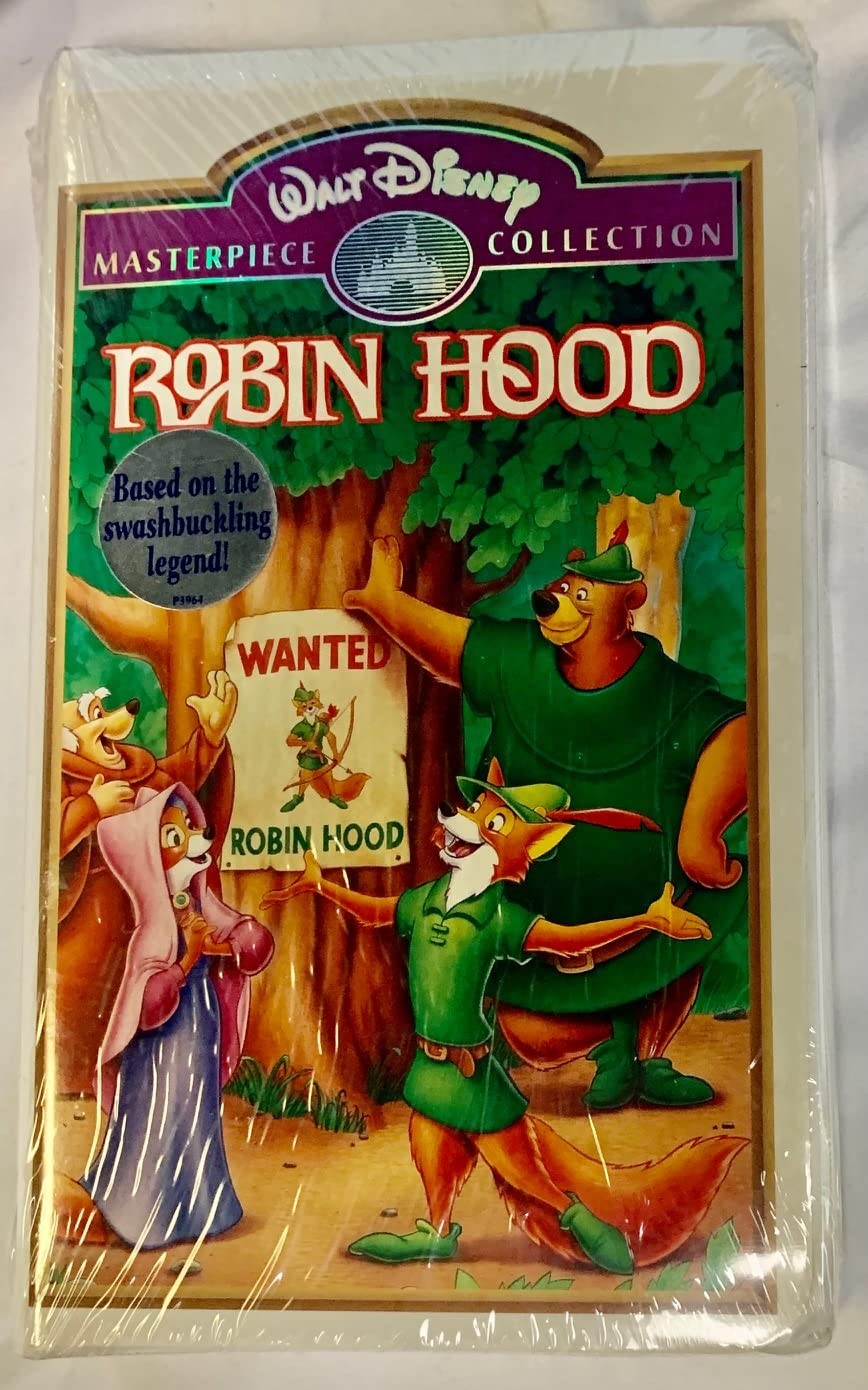 WALT DISNEY
MASTERPIECE COLLECTION
ROBIN HOOD
Based on the
swashbuckling
legend!
P3964
WANTED
ROBIN HOOD